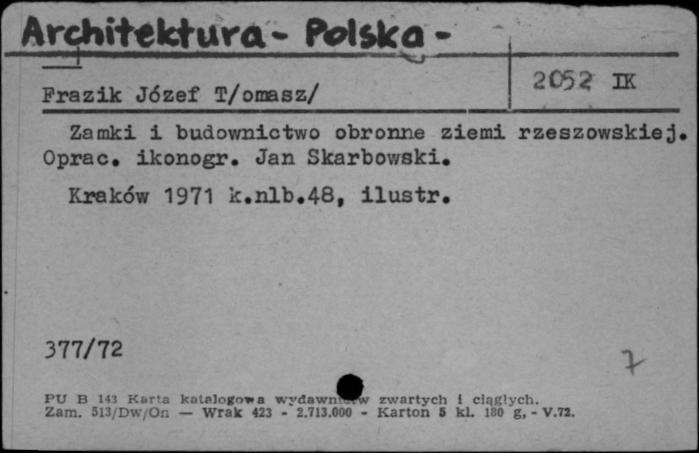 Architektura - Polska -
Frazik Józef T/omasz/
2052 IK
Zamki i budownictwo obronne ziemi rzeszowskiej.
Oprac. ikonogr. Jan Skarbowski.
Kraków 1971 k.nlb.48, ilustr.
377/72
7
PU B 143 Karta katalogowa wydawnictw zwartych i ciągłych.
Zam. 513/Dw/On — Wrak 423 - 2.713.000 - Karton 5 kl. 180 g, - V.72.